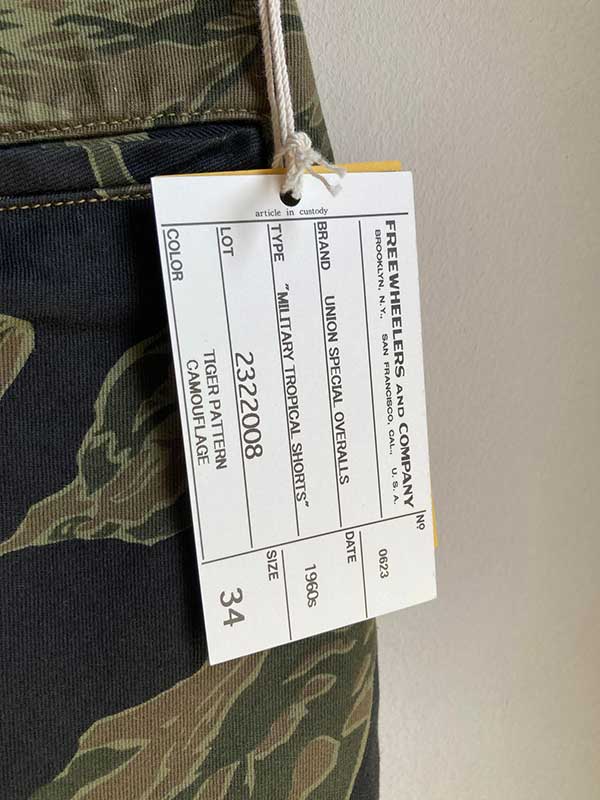 article in custody
FREEWHEELERS AND COMPANY
BROOKLYN, N.Y., SAN FRANCISCO, CAL., U.S.A.
Nº 0623
BRAND UNION SPECIAL OVERALLS
DATE 1960s
TYPE "MILITARY TROPICAL SHORTS"
LOT 2322008
SIZE 34
COLOR TIGER PATTERN
CAMOUFLAGE